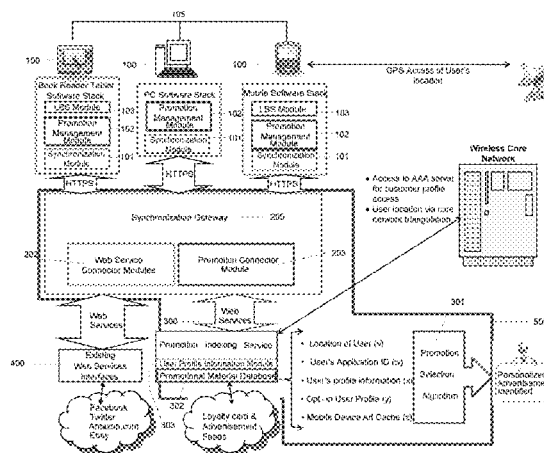 105
100
100
100
GPS Access of User's
location
Book Reader Tablet
Software Stack
LBS Module
Promotion
Management
Module
Synchronization
Module
101
102
103
PC Software Stack
Promotion
Management
Module
Synchronization
Module
102
101
Mobile Software Stack
LBS Module
Promotion
Management
Module
Synchronization
Module
103
102
101
HTTPS
HTTPS
HTTPS
Wireless Core
Network
• Access to AAA server
for customer profile
access
• User location via core
network triangulation
Synchronization Gateway
200
Web Service
Connector Modules
Promotion Connector
Module
203
Web
Services
Web
Services
300
400
Existing
Web Services
Interfaces
Promotion Indexing Service
User Profile Information Module
Promotional Material Database
302
303
Facebook
Twitter
Ebay
Loyalty card &
Advertisement
Feeds
• Location of User (v)
• User's Application ID (w)
• User's profile information (x)
• Opt-in User Profile (y)
• Mobile Device Art Cache (z)
301
Promotion
Selection
Algorithm
Personalized
Advertisement
Identified